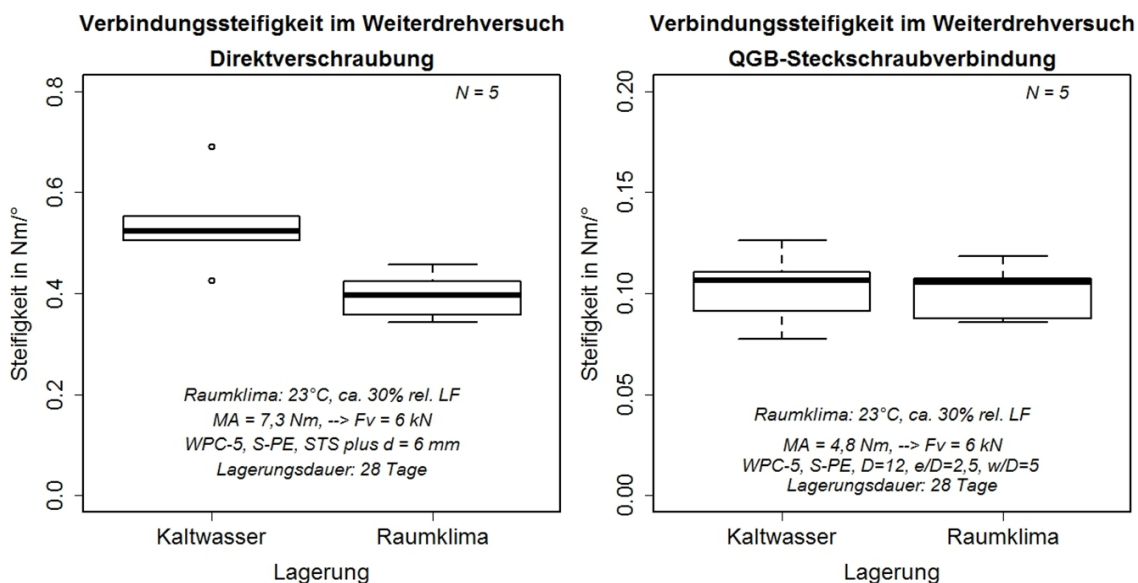 Verbindungssteifigkeit im Weiterdrehversuch
Direktverschraubung
N = 5
Steifigkeit in Nm/°
0.8
0.6
0.4
0.2
0.0
Raumklima: 23°C, ca. 30% rel. LF
MA = 7,3 Nm, --> Fv = 6 kN
WPC-5, S-PE, STS plus d = 6 mm
Lagerungsdauer: 28 Tage
Kaltwasser
Raumklima
Lagerung
Verbindungssteifigkeit im Weiterdrehversuch
QGB-Steckschraubverbindung
N = 5
Steifigkeit in Nm/°
0.20
0.15
0.10
0.05
0.00
Raumklima: 23°C, ca. 30% rel. LF
MA = 4,8 Nm, --> Fv = 6 kN
WPC-5, S-PE, D=12, e/D=2,5, w/D=5
Lagerungsdauer: 28 Tage
Kaltwasser
Raumklima
Lagerung